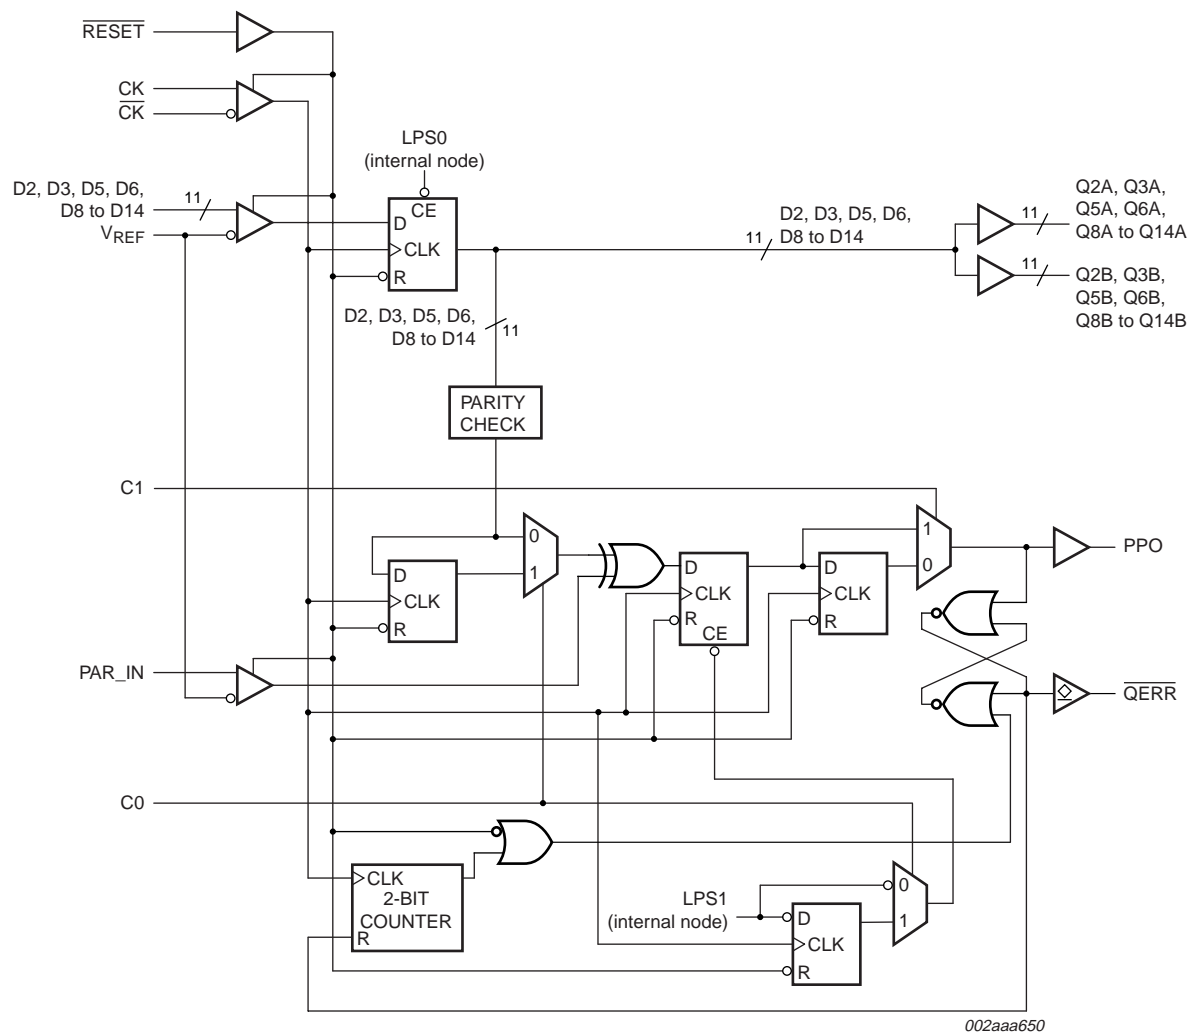 RESET
CK
CK
LPS0
(internal node)
D2, D3, D5, D6,
D8 to D14
11
VREF
CE
D
CLK
R
D2, D3, D5, D6,
D8 to D14
11
Q2A, Q3A,
Q5A, Q6A,
Q8A to Q14A
11
Q2B, Q3B,
Q5B, Q6B,
Q8B to Q14B
11
D2, D3, D5, D6,
D8 to D14
11
PARITY
CHECK
C1
0
1
D
CLK
R
D
CLK
R
CE
D
CLK
R
1
0
PPO
PAR_IN
QERR
C0
CLK
2-BIT
COUNTER
R
LPS1
(internal node)
D
CLK
R
0
1
002aaa650